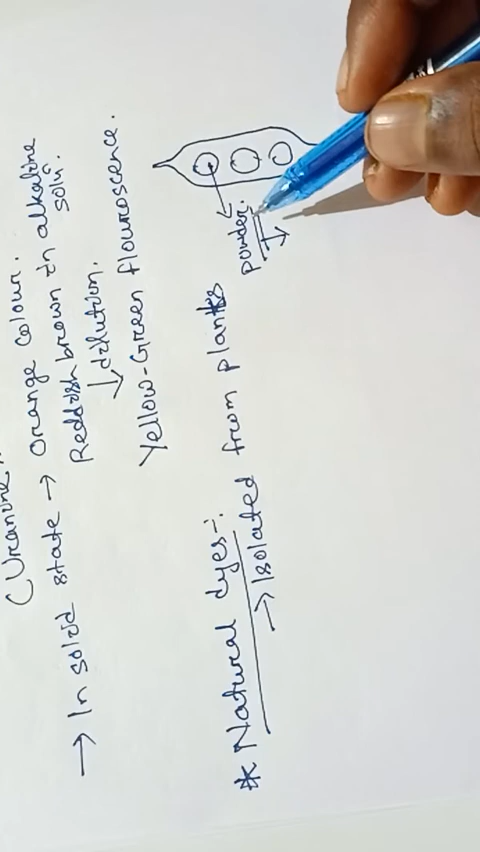 (Uranine)
→ In solid state → Orange colour.
Reddish brown in alkaline
soln.
↓ dilution.
Yellow-Green flouroscence.
* Natural dyes-:
→ Isolated from plants
powder.